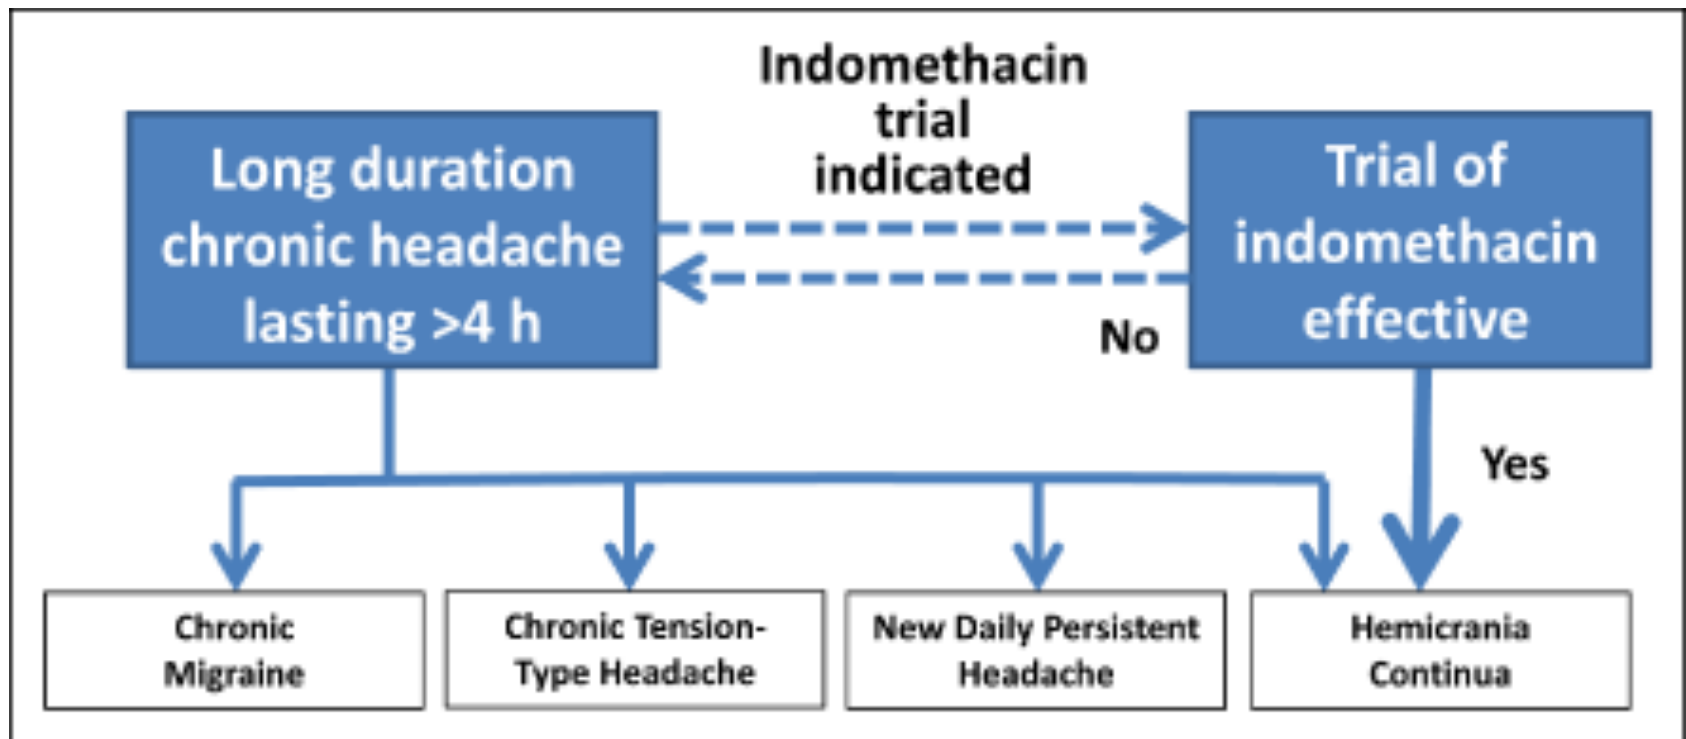 Indomethacin
trial
indicated
Long duration
chronic headache
lasting >4 h
Trial of
indomethacin
effective
No
Yes
Chronic
Migraine
Chronic Tension-
Type Headache
New Daily Persistent
Headache
Hemicrania
Continua